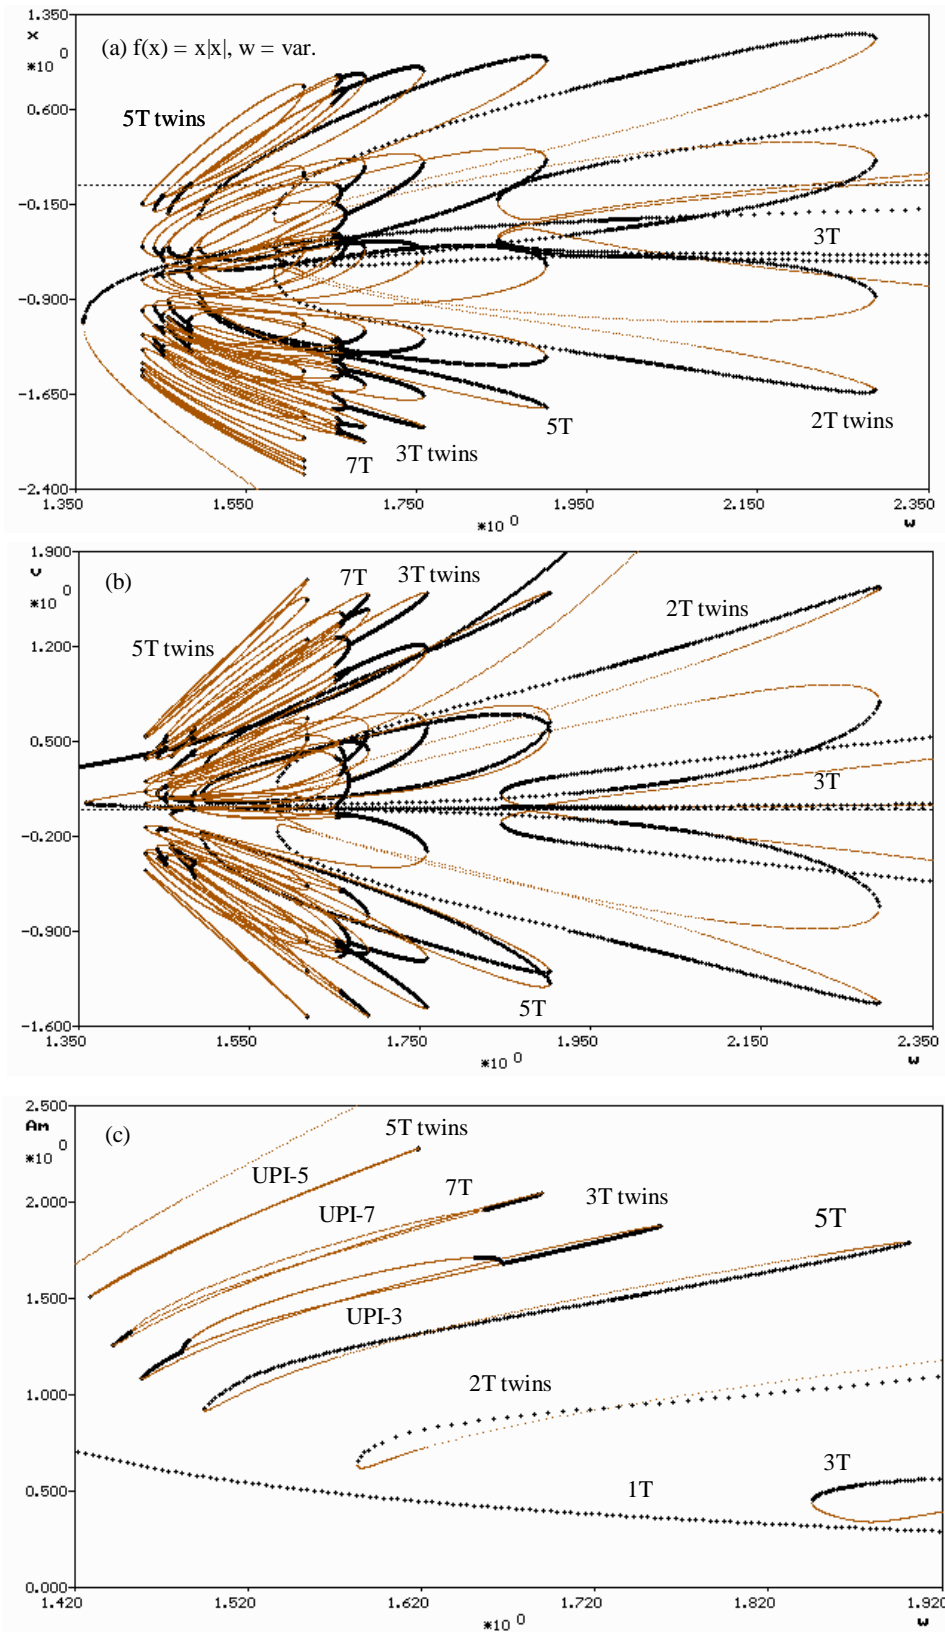 1.350
x
0
*10
(a) f(x) = x|x|, w = var.
0.600
5T twins
-0.150
3T
-0.900
-1.650
5T
2T twins
3T twins
7T
-2.400
1.350
1.550
1.750
1.950
2.150
2.350
*10 0
w
1.900
v
0
*10
(b)
7T
3T twins
2T twins
5T twins
1.200
0.500
3T
-0.200
-0.900
5T
-1.600
1.350
1.550
1.750
1.950
2.150
2.350
*10 0
w
2.500
Am
0
*10
(c)
5T twins
UPI-5
7T
3T twins
2.000
UPI-7
5T
1.500
UPI-3
2T twins
1.000
3T
1T
0.500
0.000
1.420
1.520
1.620
1.720
1.820
1.920
*10 0
w